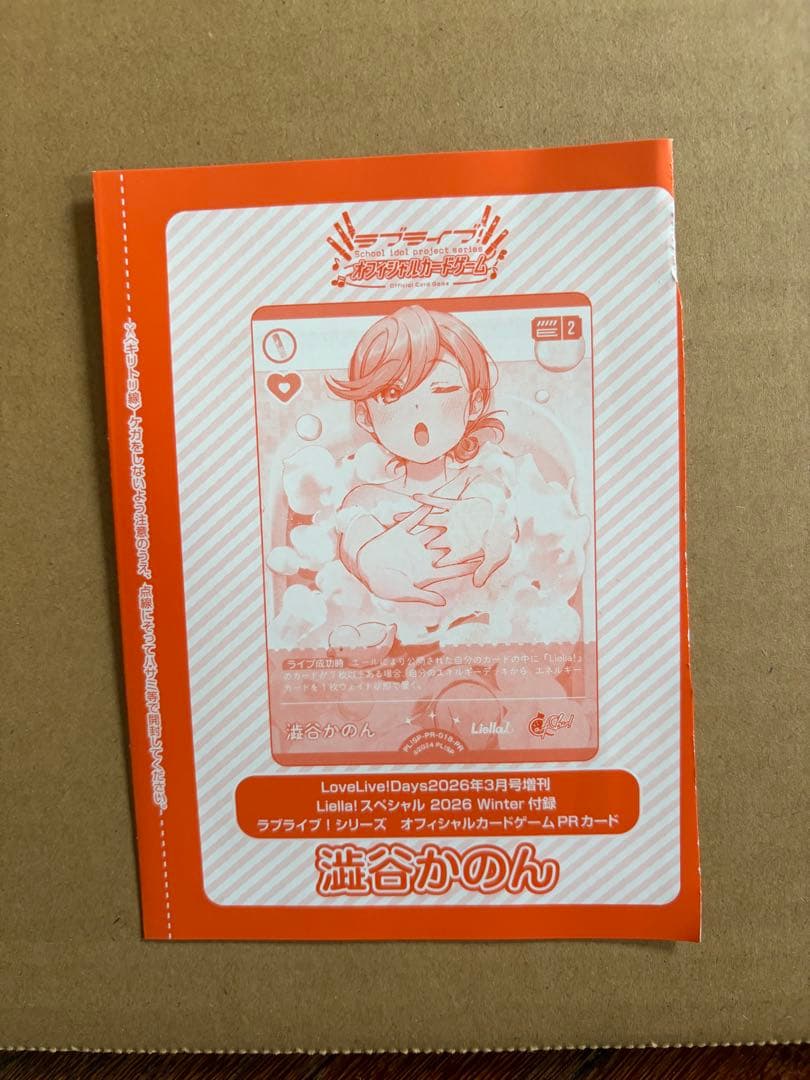 ラブライブ!
School idol project series
オフィシャルカードゲーム
Official Card Game
2
ライブ成功時 エールにより公開された自分のカードの中に『Liella!』
のカードが7枚以上ある場合、自分のエネルギーデッキから、エネルギー
カードを1枚ウェイト状態で置く。
澁谷かのん
Liella!
PL!SP-PR-018-PR
©2024 PL!SP
LoveLive!Days2026年3月号増刊
Liella!スペシャル 2026 Winter 付録
ラブライブ!シリーズ オフィシャルカードゲーム PRカード
澁谷かのん
〈キリトリ線〉ケガをしないよう注意のうえ、点線にそってハサミ等で開封してください。